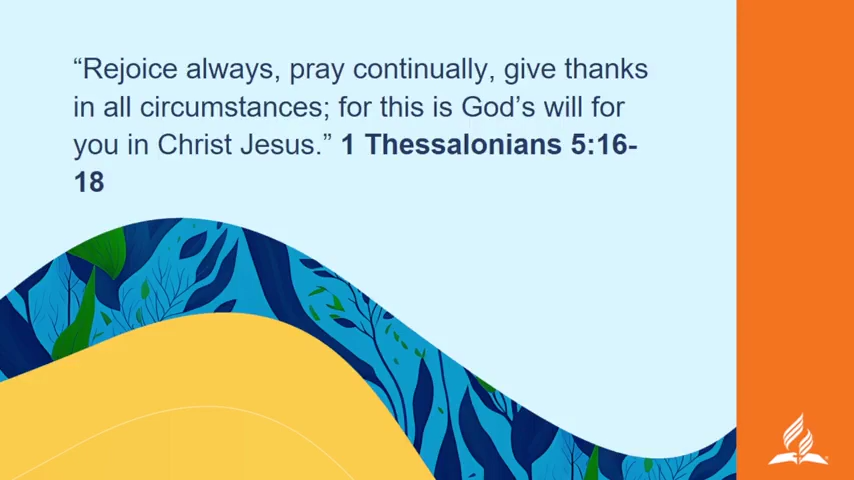 “Rejoice always, pray continually, give thanks
in all circumstances; for this is God’s will for
you in Christ Jesus.” 1 Thessalonians 5:16-
18